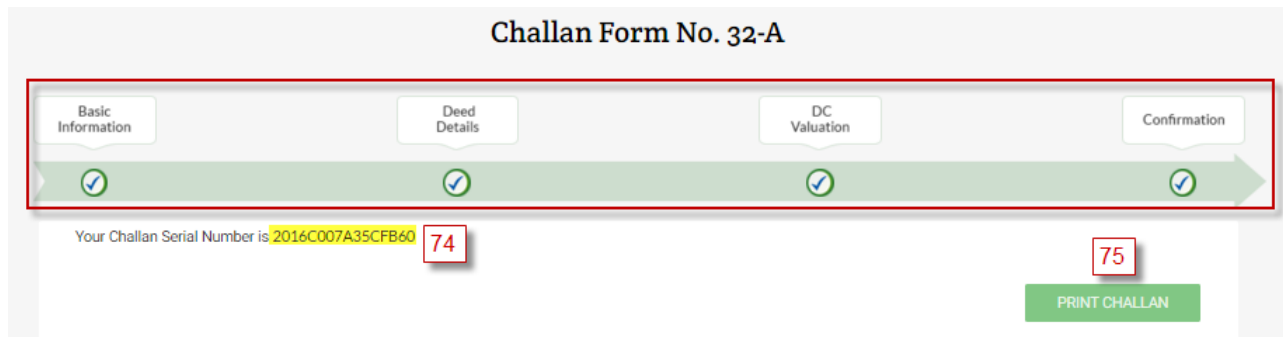 Challan Form No. 32-A
Basic
Information
Deed
Details
DC
Valuation
Confirmation
Your Challan Serial Number is 2016C007A35CFB60
74
75
PRINT CHALLAN